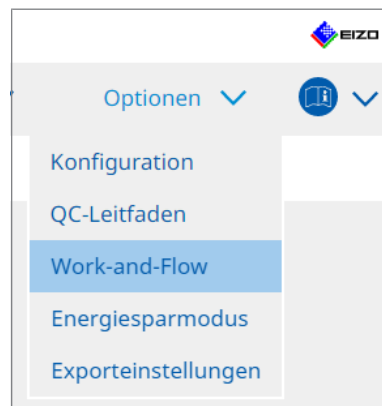 EIZO
Optionen
Konfiguration
QC-Leitfaden
Work-and-Flow
Energiesparmodus
Exporteinstellungen